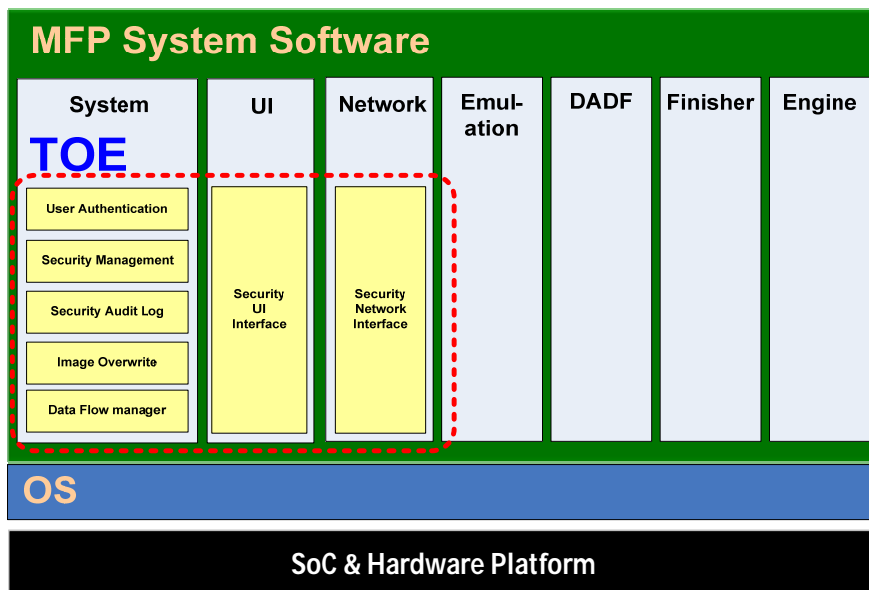 MFP System Software
System
UI
Network
Emul-
ation
DADF
Finisher
Engine
TOE
User Authentication
Security Management
Security Audit Log
Image Overwrite
Data Flow manager
Security
UI
Interface
Security
Network
Interface
OS
SoC & Hardware Platform